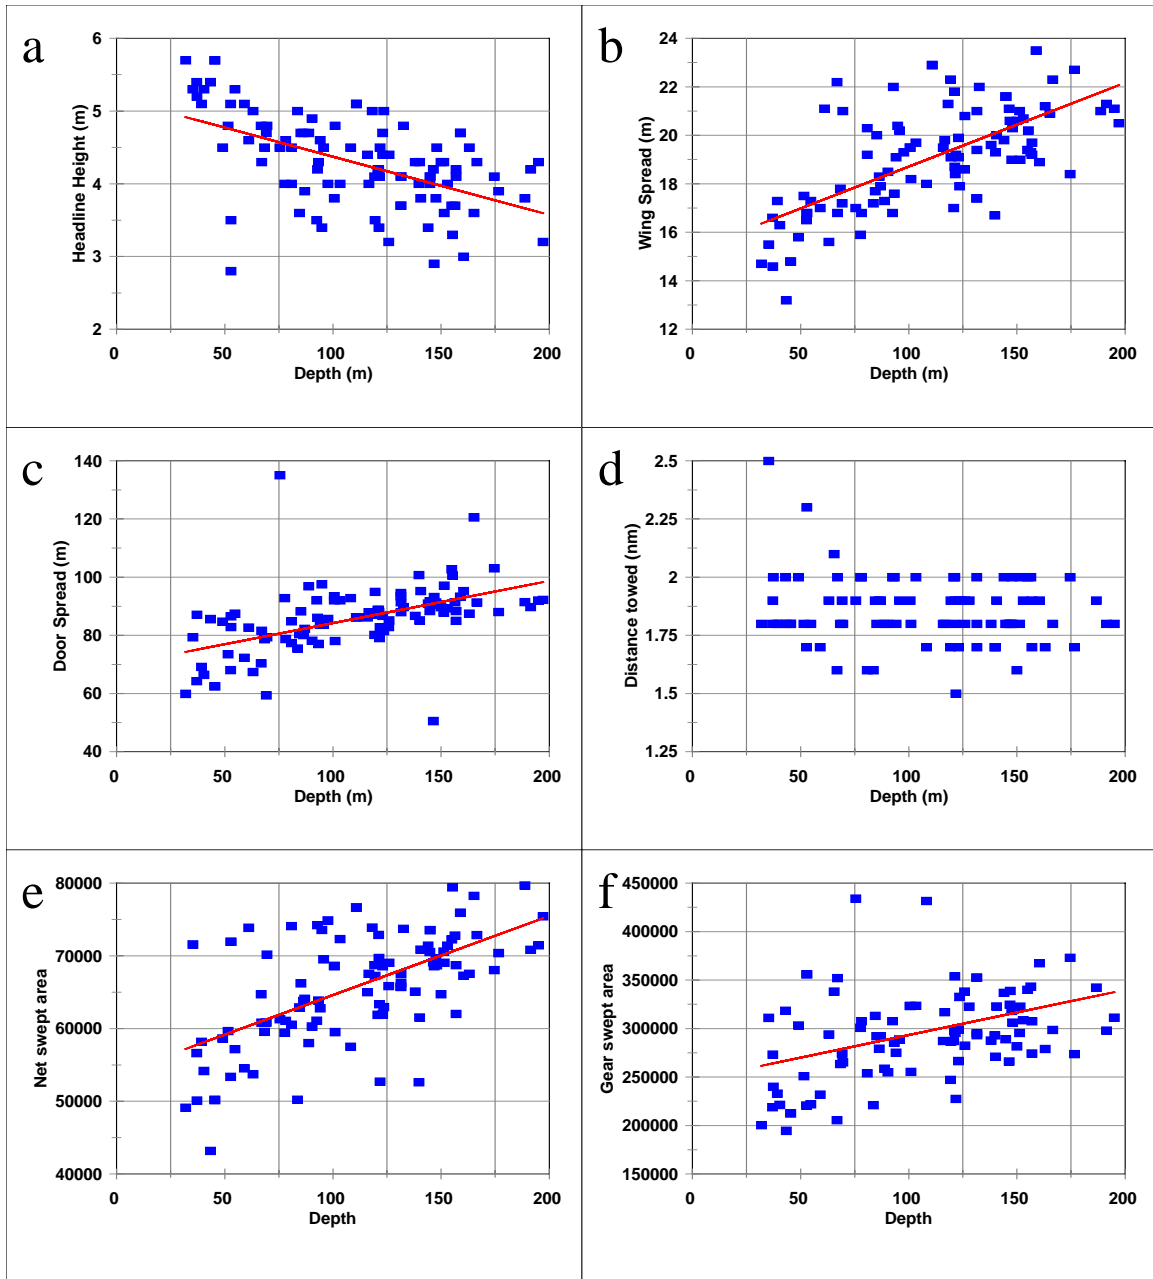 a
6
5
4
3
2
Headline Height (m)
0 50 100 150 200
Depth (m)
b
24
22
20
18
16
14
12
Wing Spread (m)
0 50 100 150 200
Depth (m)
c
140
120
100
80
60
40
Door Spread (m)
0 50 100 150 200
Depth (m)
d
2.5
2.25
2
1.75
1.5
1.25
Distance towed (nm)
0 50 100 150 200
Depth (m)
e
80000
70000
60000
50000
40000
Net swept area
0 50 100 150 200
Depth
f
450000
400000
350000
300000
250000
200000
150000
Gear swept area
0 50 100 150 200
Depth